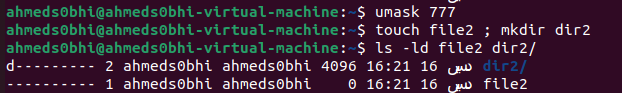 ahmeds0bhi@ahmeds0bhi-virtual-machine:~$ umask 777
ahmeds0bhi@ahmeds0bhi-virtual-machine:~$ touch file2 ; mkdir dir2
ahmeds0bhi@ahmeds0bhi-virtual-machine:~$ ls -ld file2 dir2/
d--------- 2 ahmeds0bhi ahmeds0bhi 4096 16:21 16 ديس dir2/
---------- 1 ahmeds0bhi ahmeds0bhi    0 16:21 16 ديس file2